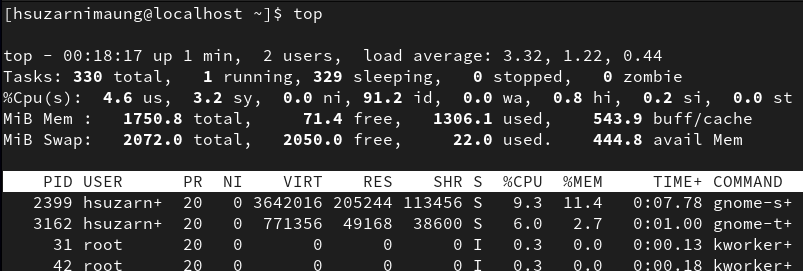 [hsuzarnimaung@localhost ~]$ top
top - 00:18:17 up 1 min,  2 users,  load average: 3.32, 1.22, 0.44
Tasks: 330 total,   1 running, 329 sleeping,   0 stopped,   0 zombie
%Cpu(s):  4.6 us,  3.2 sy,  0.0 ni, 91.2 id,  0.0 wa,  0.8 hi,  0.2 si,  0.0 st
MiB Mem :   1750.8 total,     71.4 free,   1306.1 used,    543.9 buff/cache
MiB Swap:   2072.0 total,   2050.0 free,     22.0 used.    444.8 avail Mem
PID USER      PR  NI    VIRT    RES    SHR S  %CPU  %MEM     TIME+ COMMAND
2399 hsuzarn+  20   0 3642016 205244 113456 S   9.3  11.4   0:07.78 gnome-s+
3162 hsuzarn+  20   0  771356  49168  38600 S   6.0   2.7   0:01.00 gnome-t+
31 root      20   0       0      0      0 I   0.3   0.0   0:00.13 kworker+
42 root      20   0       0      0      0 I   0.3   0.0   0:00.18 kworker+